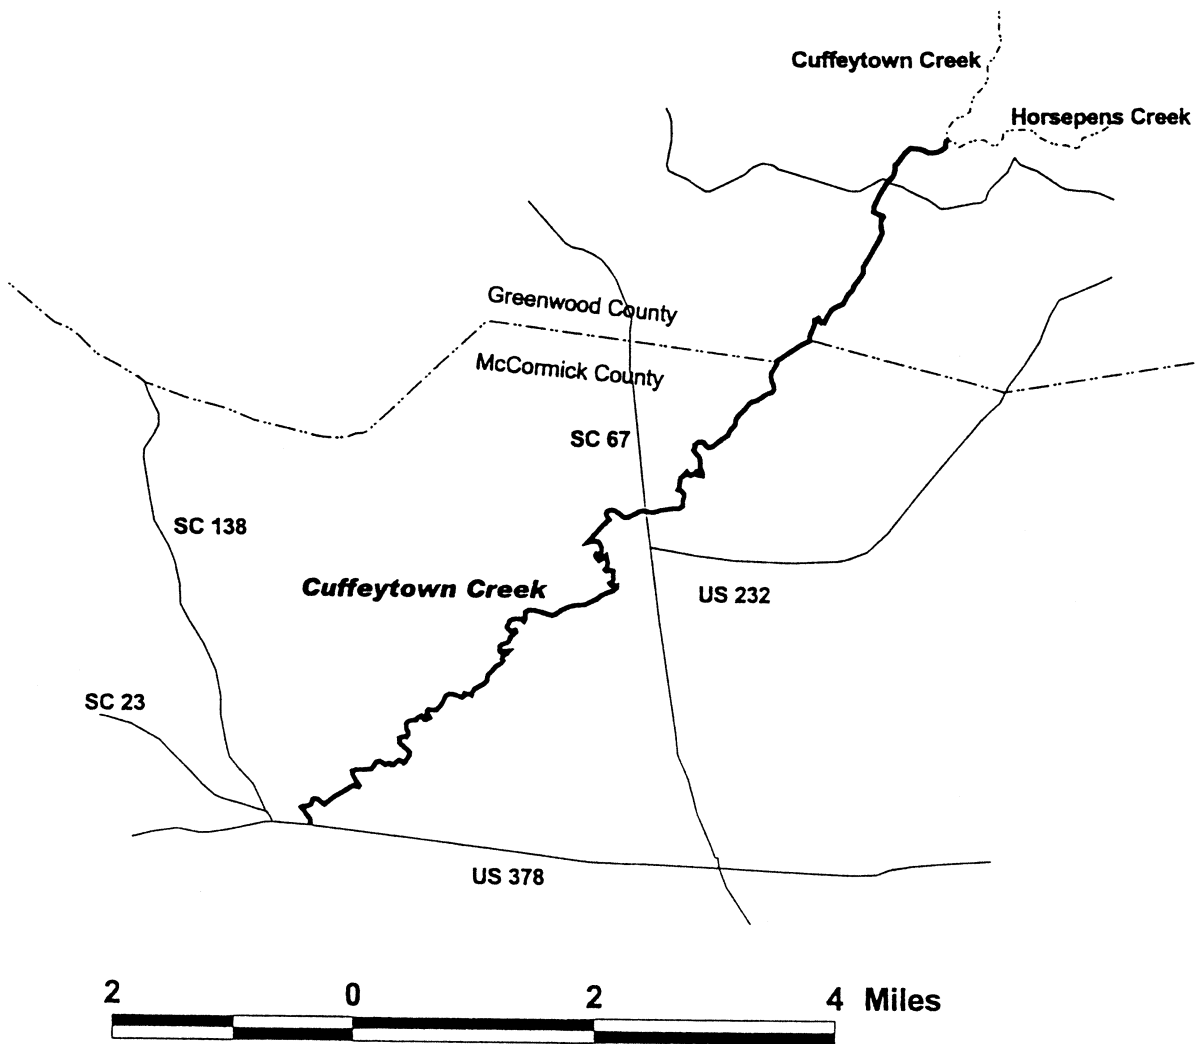 Cuffeytown Creek
Horsepens Creek
Greenwood County
McCormick County
SC 67
SC 138
Cuffeytown Creek
US 232
SC 23
US 378
2 0 2 4 Miles